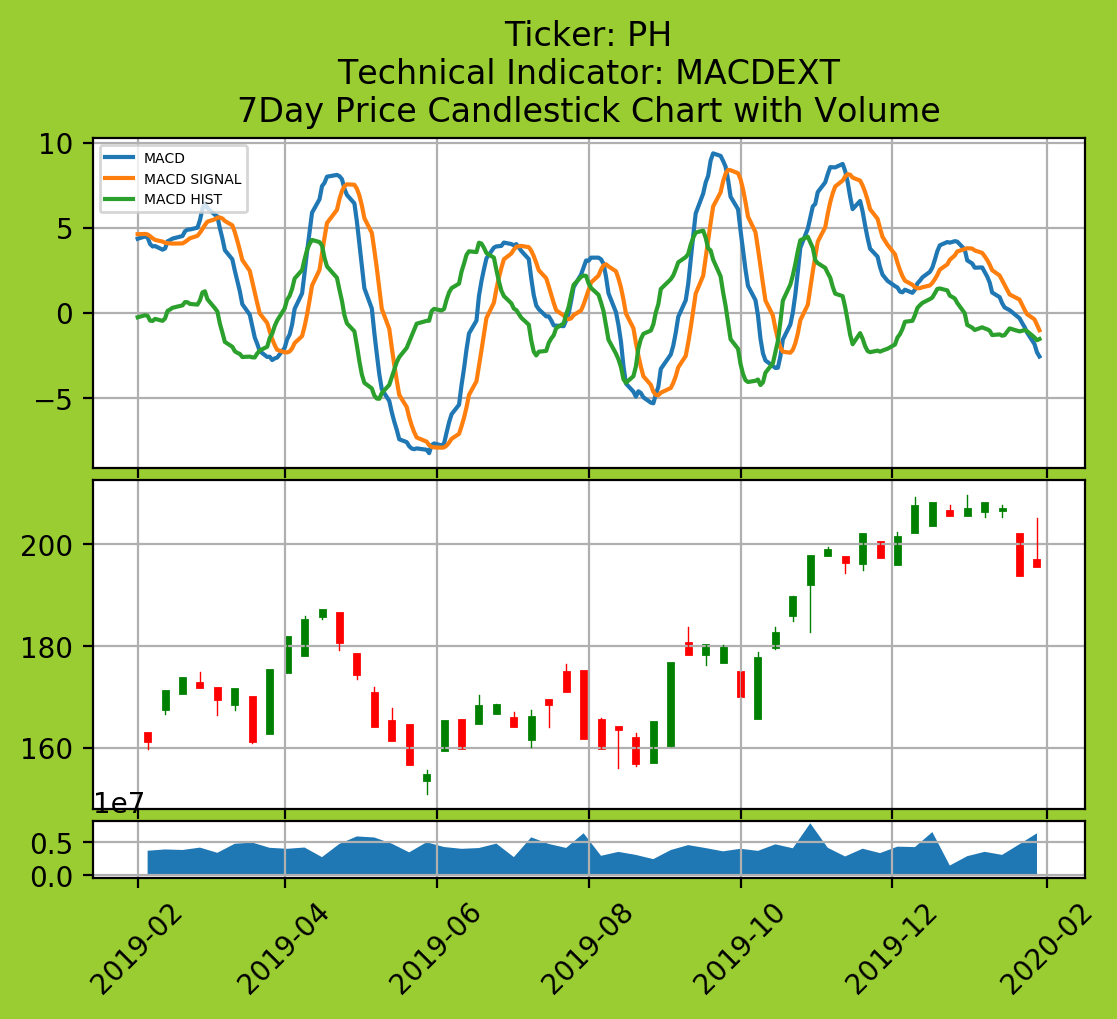 Ticker: PH
Technical Indicator: MACDEXT
7Day Price Candlestick Chart with Volume
MACD
MACD SIGNAL
MACD HIST
10
5
0
−5
200
180
160
1e7
0.5
0.0
2019-02
2019-04
2019-06
2019-08
2019-10
2019-12
2020-02